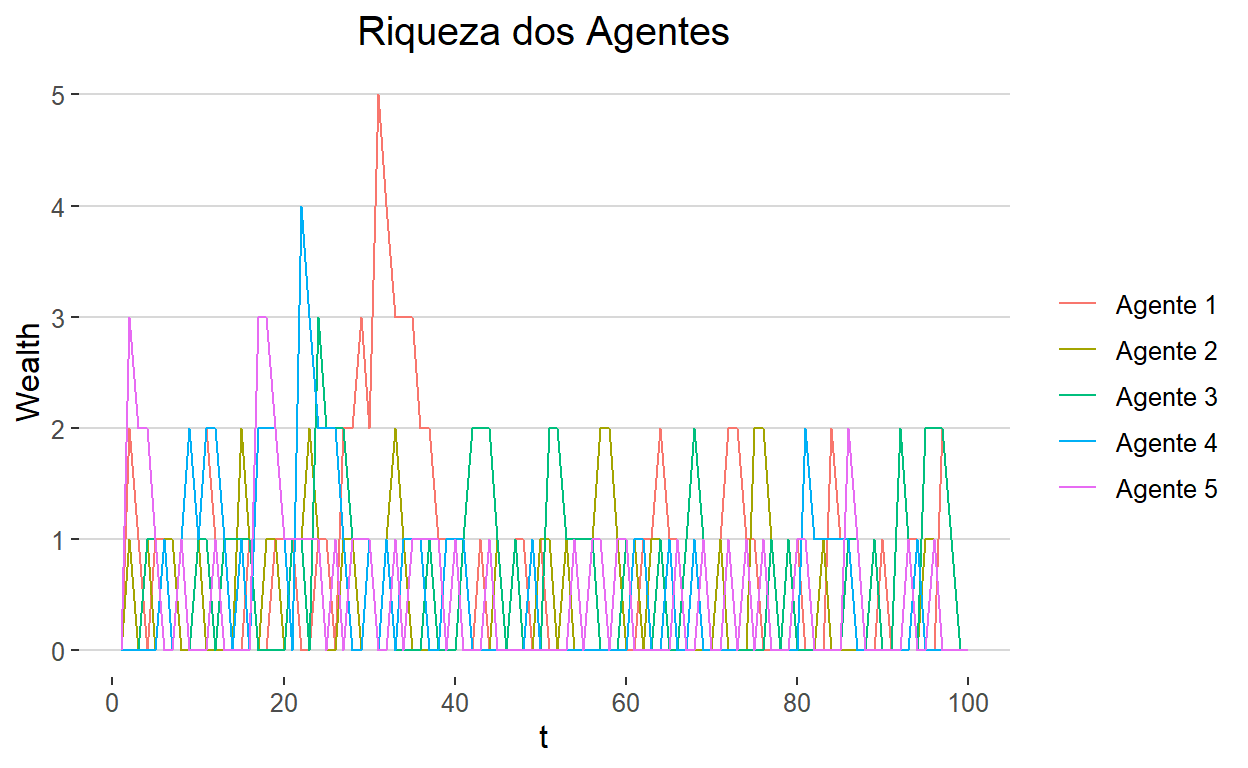 Riqueza dos Agentes
Wealth
5
4
3
2
1
0
0 20 40 60 80 100
t
Agente 1
Agente 2
Agente 3
Agente 4
Agente 5